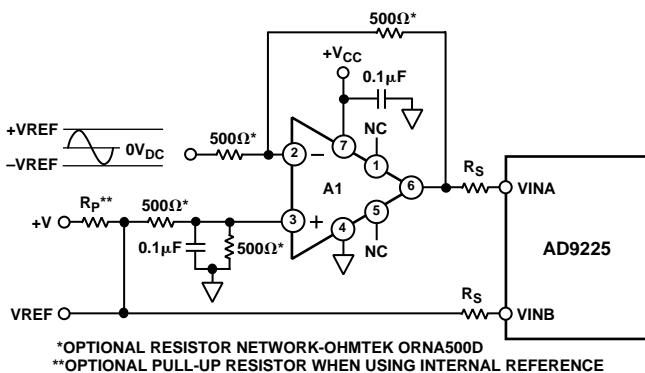 500Ω*
+VCC
0.1µF
+VREF
0VDC
–VREF
500Ω*
NC
2
–
7
1
A1
6
RS
VINA
RP**
+V
500Ω*
3
+
4
5
0.1µF
500Ω*
NC
AD9225
VREF
RS
VINB
*OPTIONAL RESISTOR NETWORK-OHMTEK ORNA500D
**OPTIONAL PULL-UP RESISTOR WHEN USING INTERNAL REFERENCE